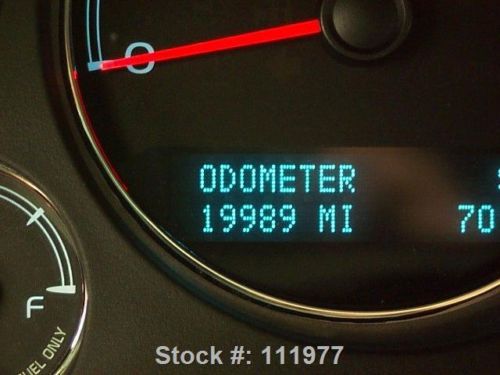 0
ODOMETER
19989 MI
70
F
FUEL ONLY
Stock #: 111977